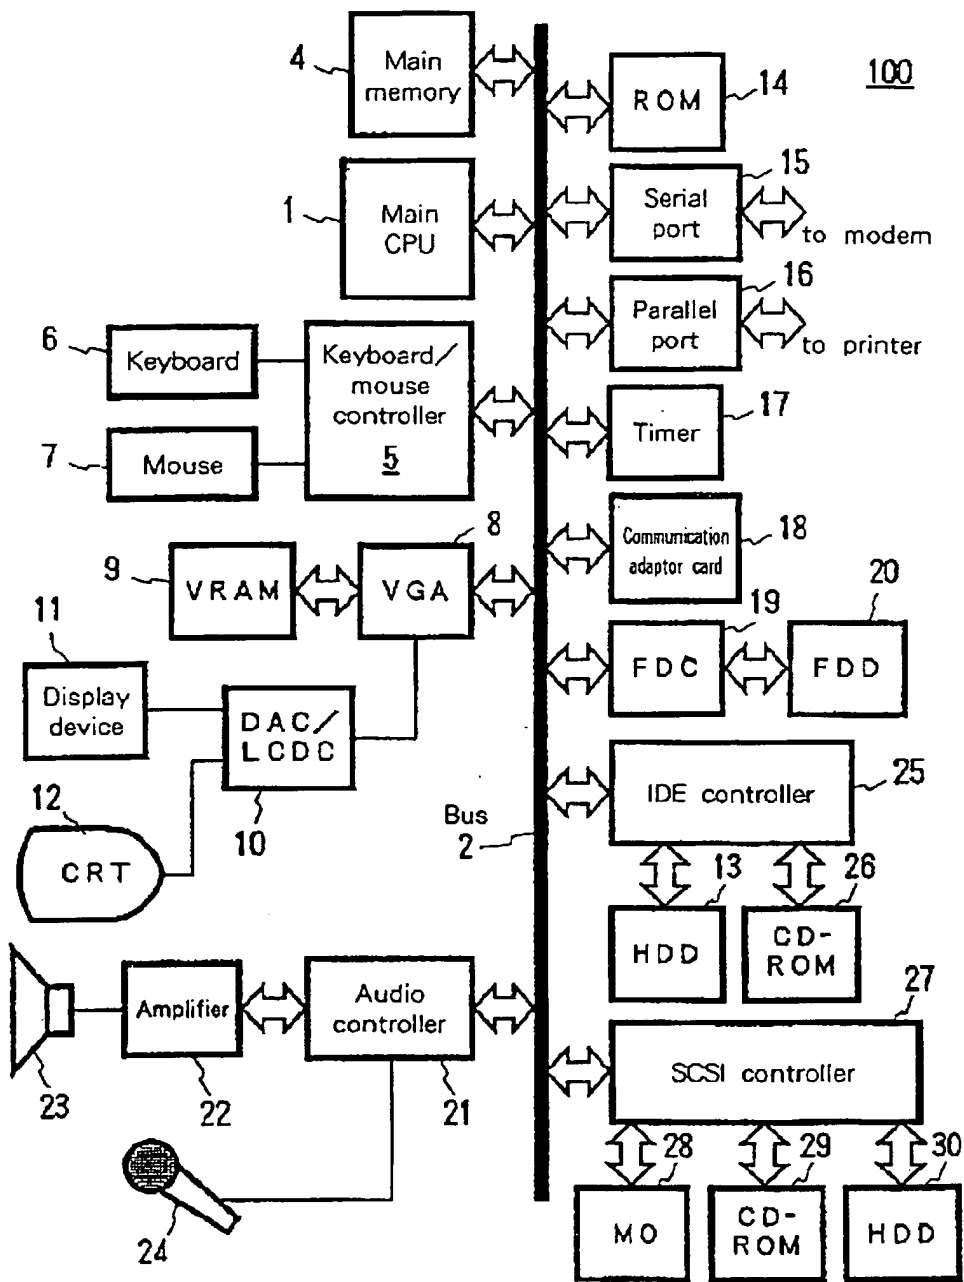 4
Main
memory
ROM
14
100
1
Main
CPU
15
Serial
port
to modem
16
Parallel
port
to printer
6
Keyboard
Keyboard/
mouse
controller
5
7
Mouse
17
Timer
8
9
VRAM
VGA
18
Communication
adaptor card
19
20
FDC
FDD
11
Display
device
DAC/
LCDC
10
12
CRT
Bus
2
IDE controller
25
13
26
HDD
CD-
ROM
27
Amplifier
Audio
controller
23
22
21
SCSI controller
24
28
29
30
MO
CD-
ROM
HDD